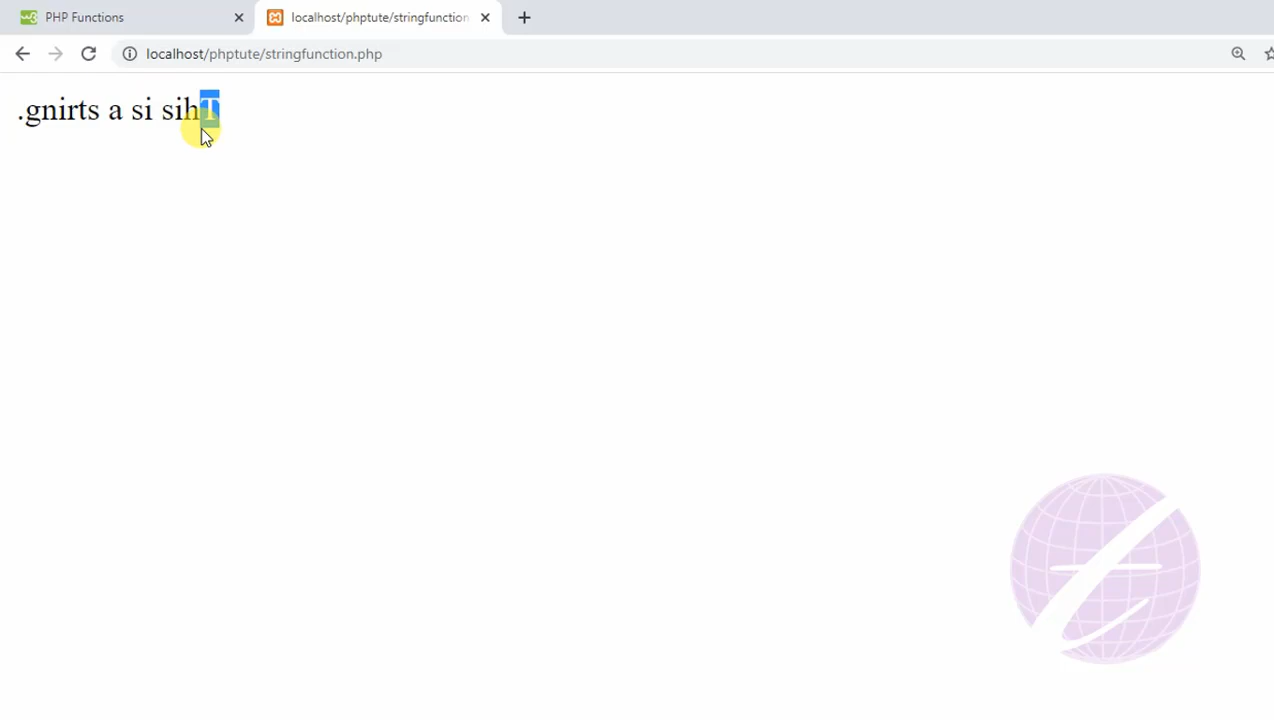 PHP Functions
localhost/phptute/stringfunction
localhost/phptute/stringfunction.php
.gnirts a si sihT